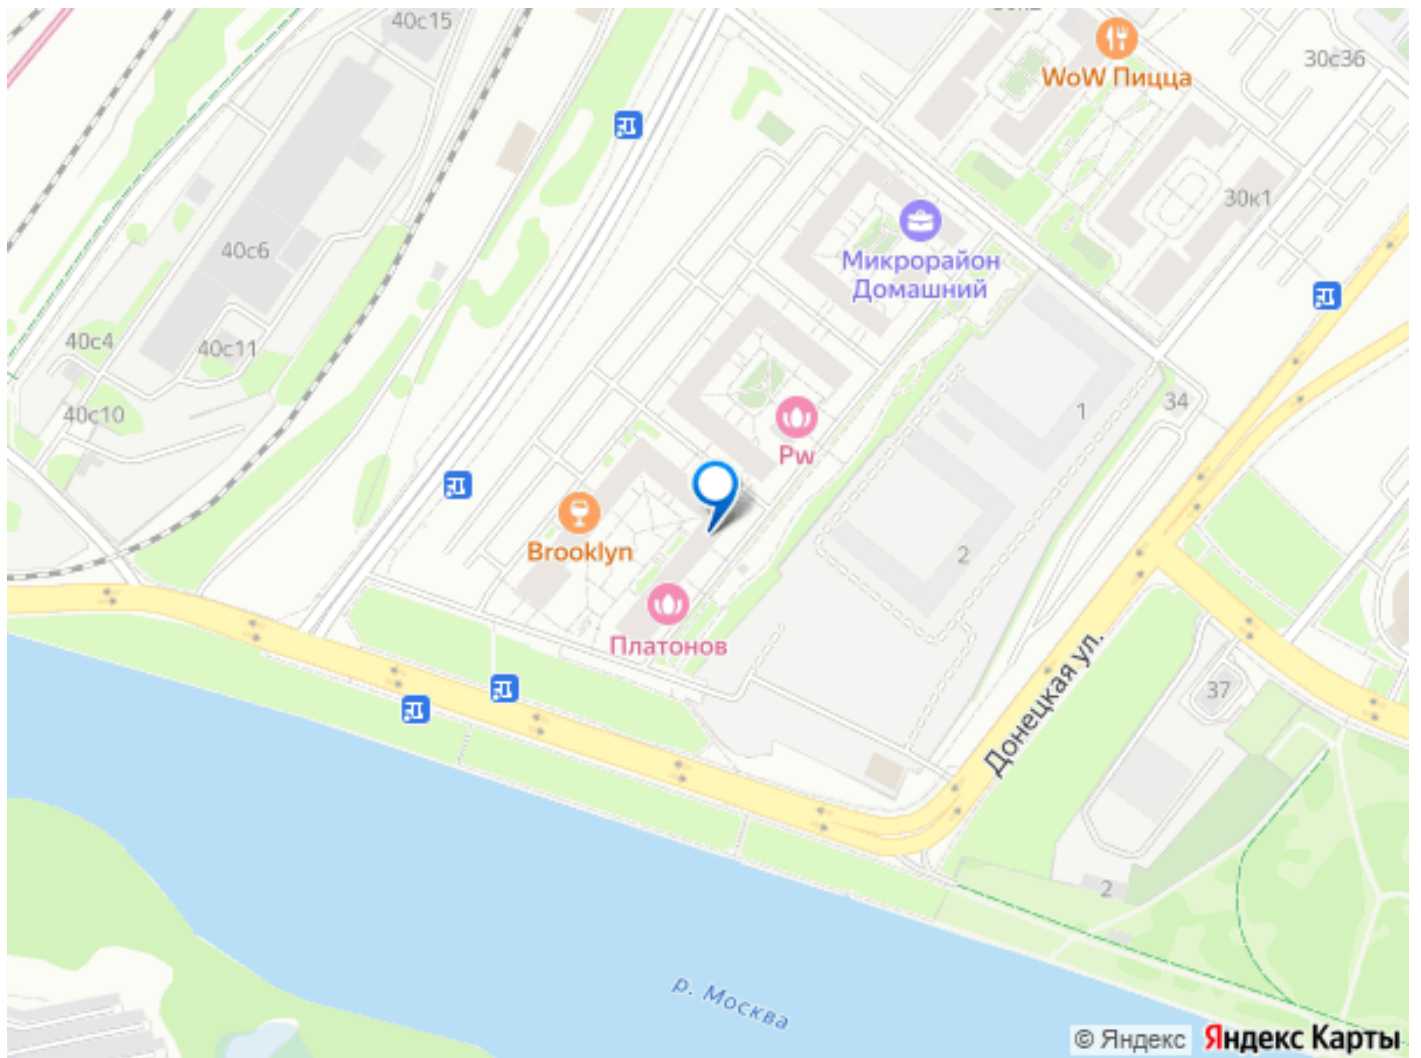 40с15
30с36
WoW Пицца
30к1
40с6
Микрорайон
Домашний
40с4
40с11
40с10
1
34
Pw
Brooklyn
2
Платонов
Донецкая ул.
37
2
р. Москва
© Яндекс
Яндекс Карты